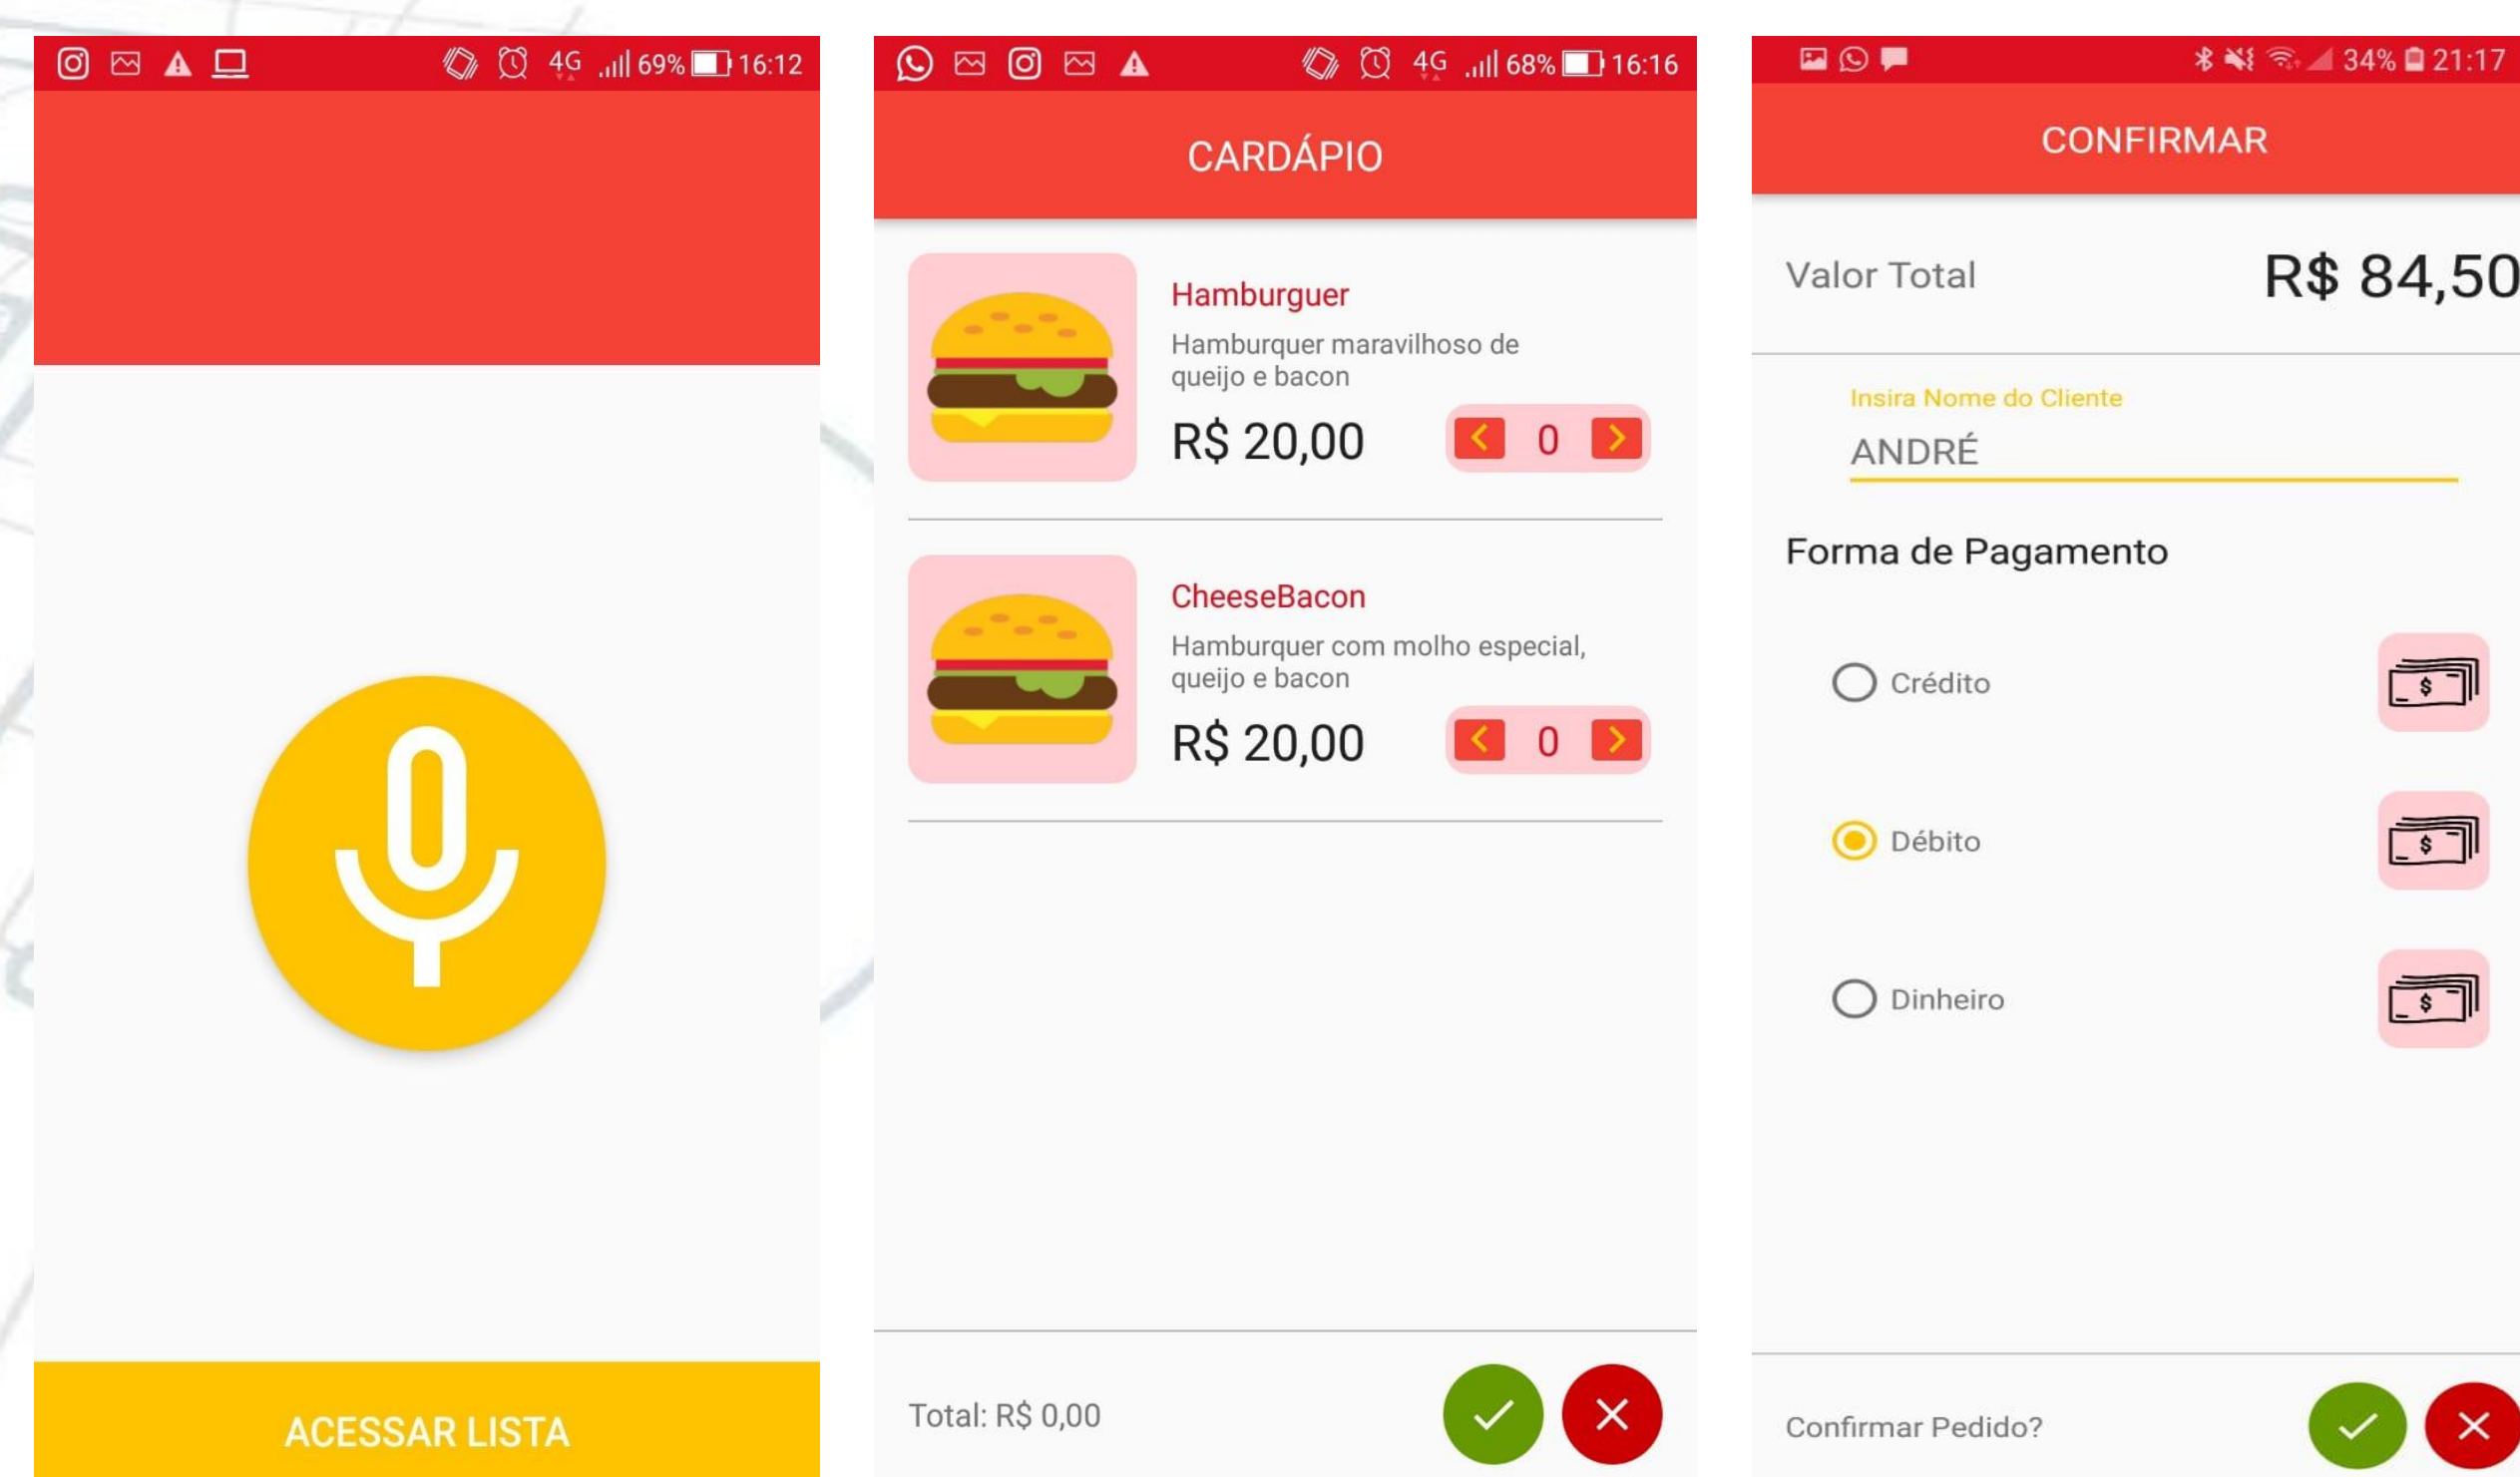 4G 69% 16:12
ACESSAR LISTA
4G 68% 16:16
CARDÁPIO
Hamburguer
Hamburquer maravilhoso de
queijo e bacon
R$ 20,00
0
CheeseBacon
Hamburquer com molho especial,
queijo e bacon
R$ 20,00
0
Total: R$ 0,00
34% 21:17
CONFIRMAR
Valor Total
R$ 84,50
Insira Nome do Cliente
ANDRÉ
Forma de Pagamento
Crédito
$
Débito
$
Dinheiro
$
Confirmar Pedido?